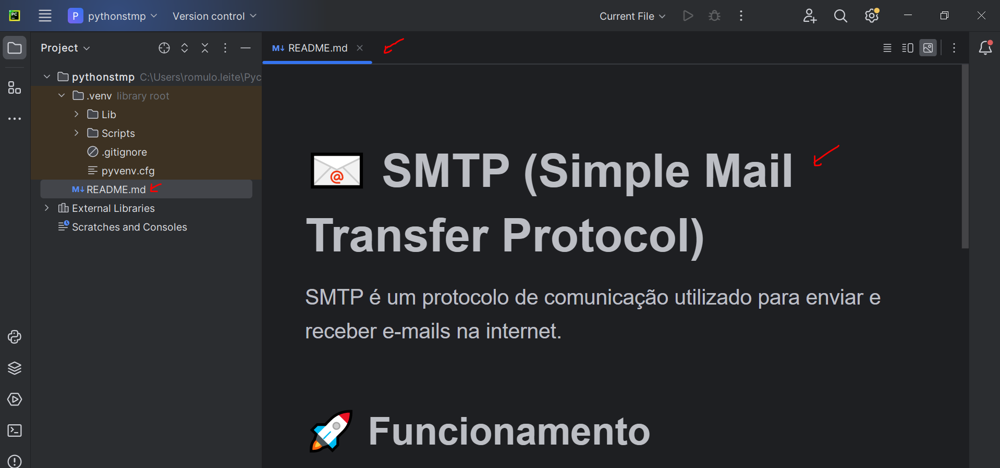 PC
P pythonstmp
Version control
Current File
Project
M↓ README.md
pythonstmp C:\Users\romulo.leite\Pyc
.venv library root
Lib
Scripts
.gitignore
pyvenv.cfg
M↓ README.md
External Libraries
Scratches and Consoles
SMTP (Simple Mail
Transfer Protocol)
SMTP é um protocolo de comunicação utilizado para enviar e
receber e-mails na internet.
Funcionamento